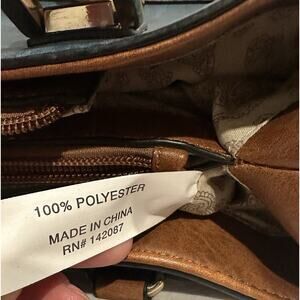 100% POLYESTER
MADE IN CHINA
RN# 142087